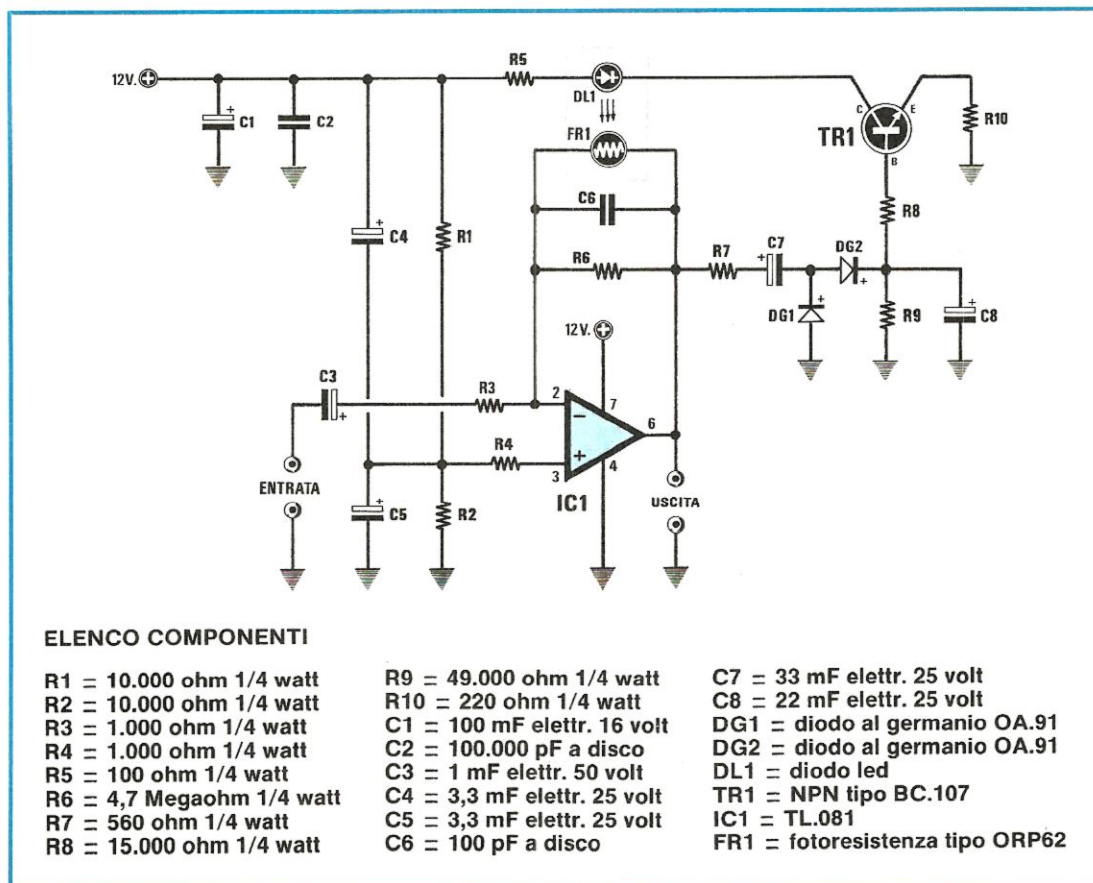 R5
12V.
C1
C2
DL1
FR1
C
E
TR1
R10
B
C6
R8
C4
R1
R6
R7
C7
DG2
DG1
R9
C8
12V.
C3
R3
2
7
6
R4
3
4
ENTRATA
IC1
USCITA
C5
R2
ELENCO COMPONENTI
R1 = 10.000 ohm 1/4 watt
R2 = 10.000 ohm 1/4 watt
R3 = 1.000 ohm 1/4 watt
R4 = 1.000 ohm 1/4 watt
R5 = 100 ohm 1/4 watt
R6 = 4,7 Megaohm 1/4 watt
R7 = 560 ohm 1/4 watt
R8 = 15.000 ohm 1/4 watt
R9 = 49.000 ohm 1/4 watt
R10 = 220 ohm 1/4 watt
C1 = 100 mF elettr. 16 volt
C2 = 100.000 pF a disco
C3 = 1 mF elettr. 50 volt
C4 = 3,3 mF elettr. 25 volt
C5 = 3,3 mF elettr. 25 volt
C6 = 100 pF a disco
C7 = 33 mF elettr. 25 volt
C8 = 22 mF elettr. 25 volt
DG1 = diodo al germanio OA.91
DG2 = diodo al germanio OA.91
DL1 = diodo led
TR1 = NPN tipo BC.107
IC1 = TL.081
FR1 = fotoresistenza tipo ORP62